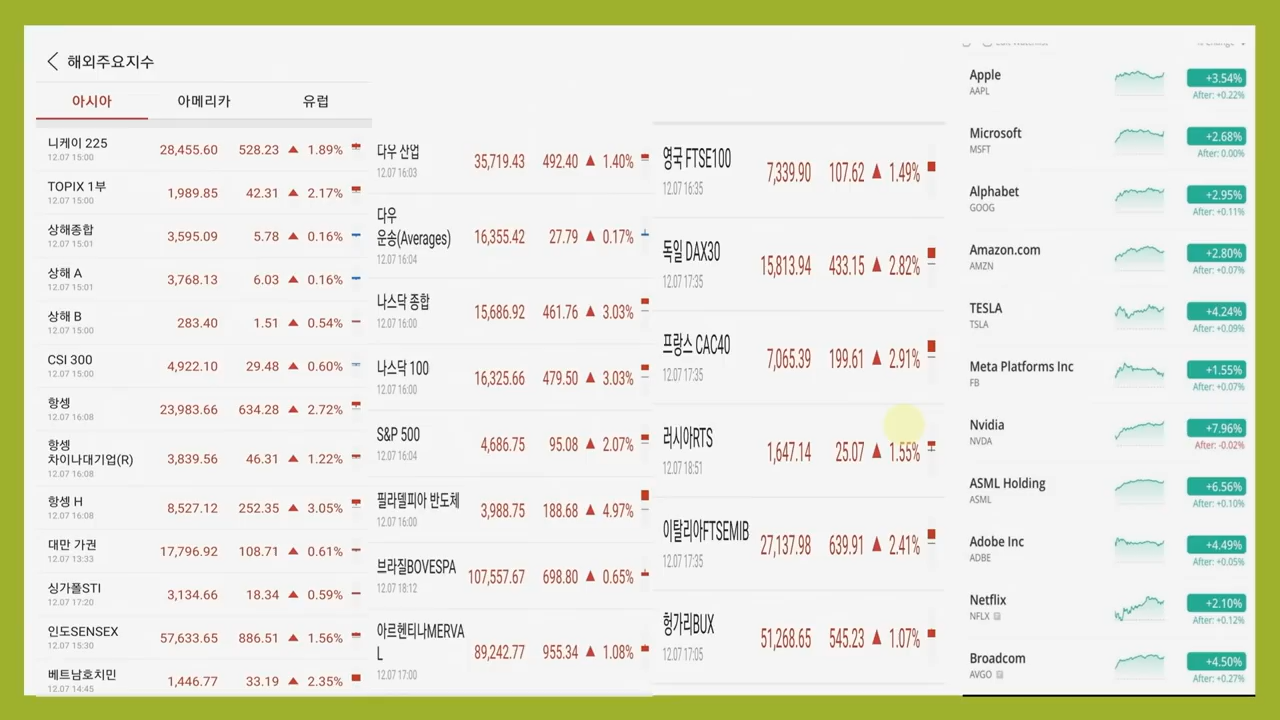 해외주요지수
아시아 아메리카 유럽
니케이 225 28,455.60 528.23 ▲ 1.89%
12.07 15:00
TOPIX 1부 1,989.85 42.31 ▲ 2.17%
12.07 15:00
상해종합 3,595.09 5.78 ▲ 0.16%
12.07 15:01
상해 A 3,768.13 6.03 ▲ 0.16%
12.07 15:01
상해 B 283.40 1.51 ▲ 0.54%
12.07 15:00
CSI 300 4,922.10 29.48 ▲ 0.60%
12.07 15:00
항셍 23,983.66 634.28 ▲ 2.72%
12.07 16:08
항셍
차이나대기업(R) 3,839.56 46.31 ▲ 1.22%
12.07 16:08
항셍 H 8,527.12 252.35 ▲ 3.05%
12.07 16:08
대만 가권 17,796.92 108.71 ▲ 0.61%
12.07 13:33
싱가폴STI 3,134.66 18.34 ▲ 0.59%
12.07 17:20
인도SENSEX 57,633.65 886.51 ▲ 1.56%
12.07 15:30
베트남호치민 1,446.77 33.19 ▲ 2.35%
12.07 14:45
다우 산업 35,719.43 492.40 ▲ 1.40%
12.07 16:03
다우
운송(Averages) 16,355.42 27.79 ▲ 0.17%
12.07 16:04
나스닥 종합 15,686.92 461.76 ▲ 3.03%
12.07 16:00
나스닥 100 16,325.66 479.50 ▲ 3.03%
12.07 16:00
S&P 500 4,686.75 95.08 ▲ 2.07%
12.07 16:04
필라델피아 반도체 3,988.75 188.68 ▲ 4.97%
12.07 16:00
브라질BOVESPA 107,557.67 698.80 ▲ 0.65%
12.07 18:12
아르헨티나MERVA
L 89,242.77 955.34 ▲ 1.08%
12.07 17:00
영국 FTSE100 7,339.90 107.62 ▲ 1.49%
12.07 16:35
독일 DAX30 15,813.94 433.15 ▲ 2.82%
12.07 17:35
프랑스 CAC40 7,065.39 199.61 ▲ 2.91%
12.07 17:35
러시아RTS 1,647.14 25.07 ▲ 1.55%
12.07 18:51
이탈리아FTSEMIB 27,137.98 639.91 ▲ 2.41%
12.07 17:35
헝가리BUX 51,268.65 545.23 ▲ 1.07%
12.07 17:05
Apple +3.54%
AAPL After: +0.22%
Microsoft +2.68%
MSFT After: 0.00%
Alphabet +2.95%
GOOG After: +0.11%
Amazon.com +2.80%
AMZN After: +0.07%
TESLA +4.24%
TSLA After: +0.09%
Meta Platforms Inc +1.55%
FB After: +0.07%
Nvidia +7.96%
NVDA After: -0.02%
ASML Holding +6.56%
ASML After: +0.10%
Adobe Inc +4.49%
ADBE After: +0.05%
Netflix +2.10%
NFLX After: +0.12%
Broadcom +4.50%
AVGO After: +0.27%